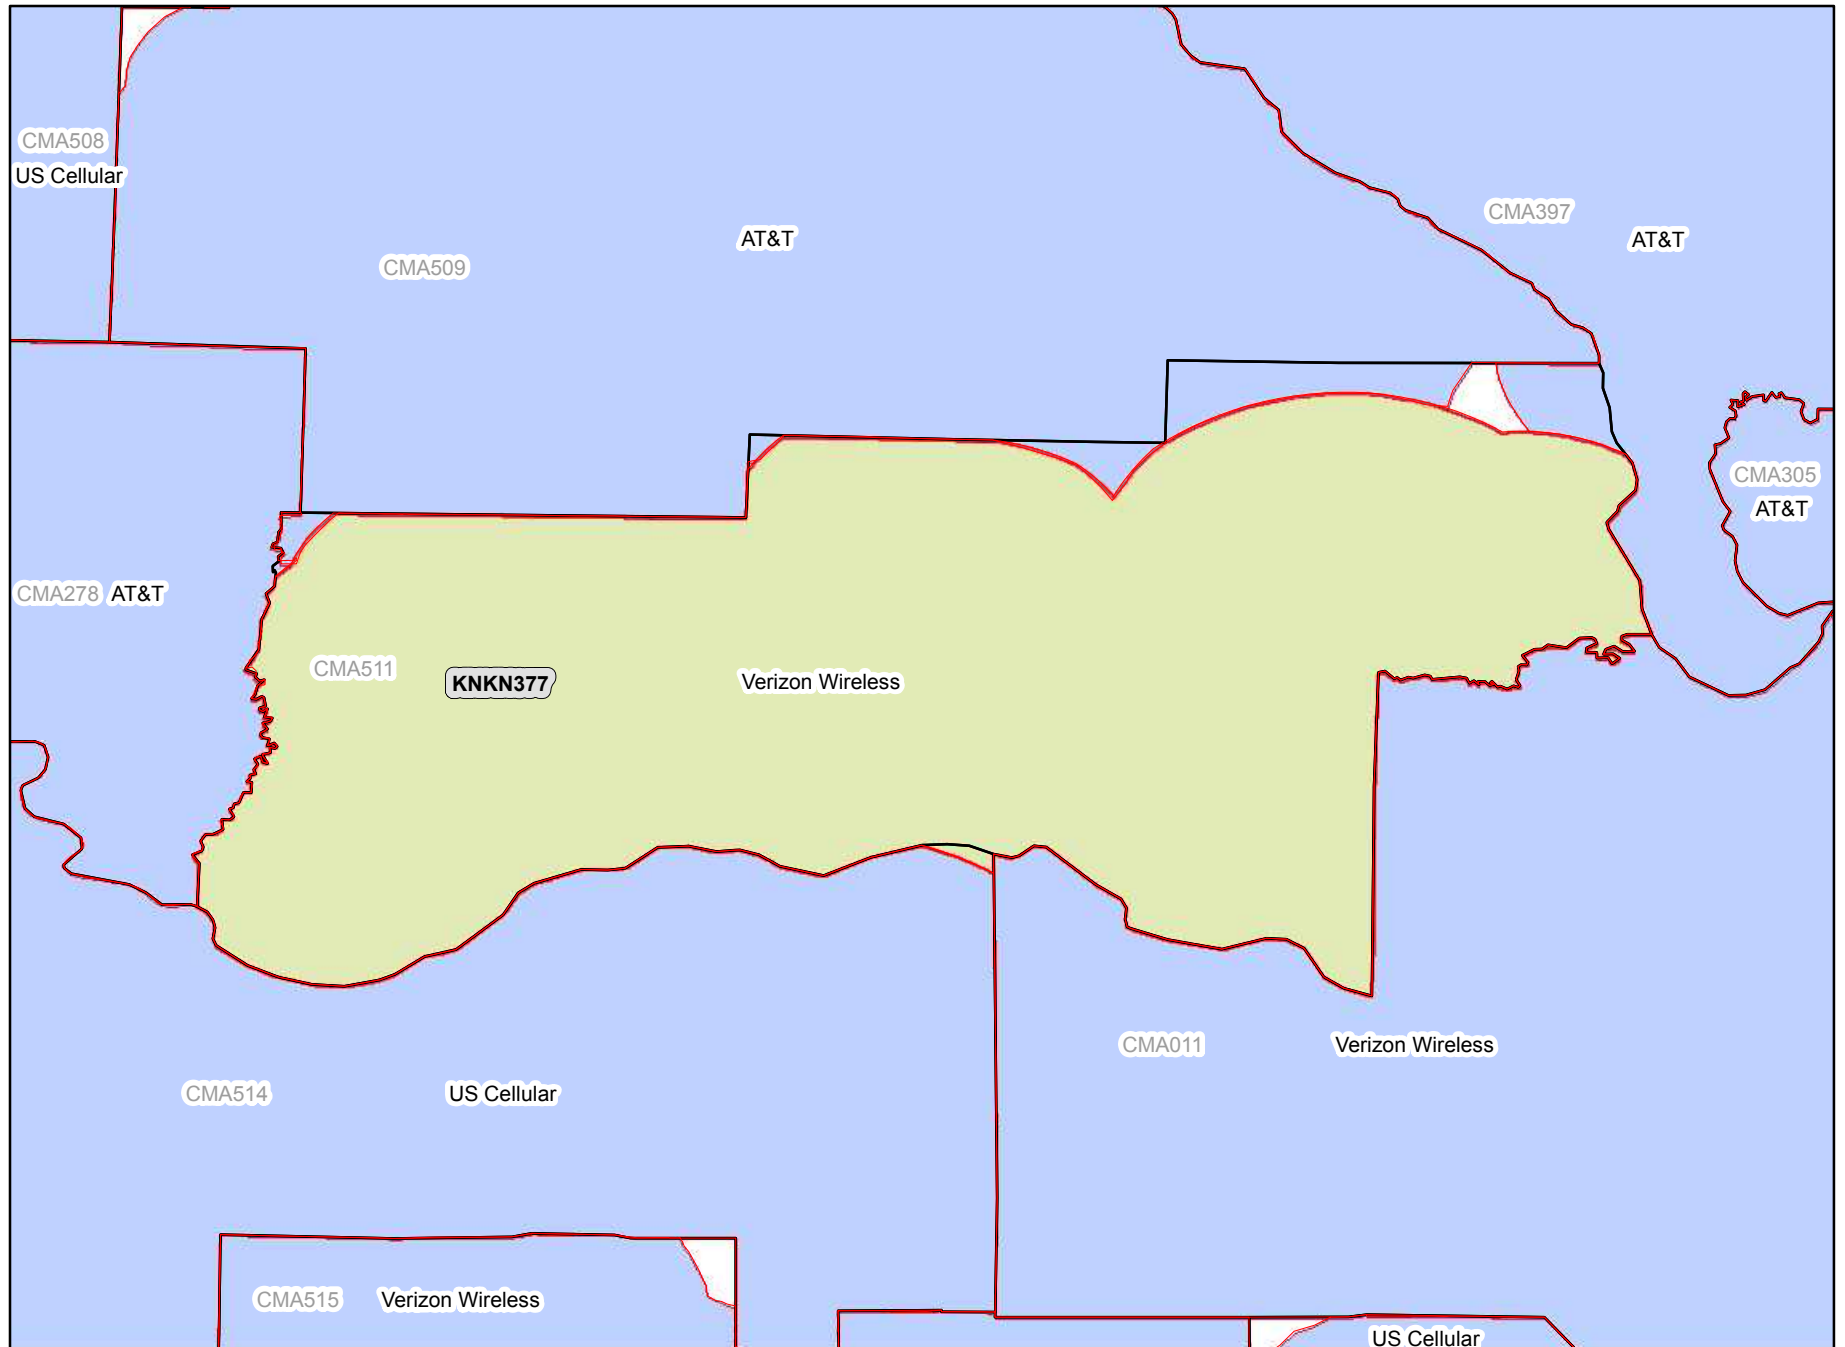 CMA508
US Cellular
CMA397
AT&T
AT&T
CMA509
CMA305
AT&T
CMA278 AT&T
CMA511
KNKN377
Verizon Wireless
CMA011
Verizon Wireless
CMA514
US Cellular
CMA515
Verizon Wireless
US Cellular